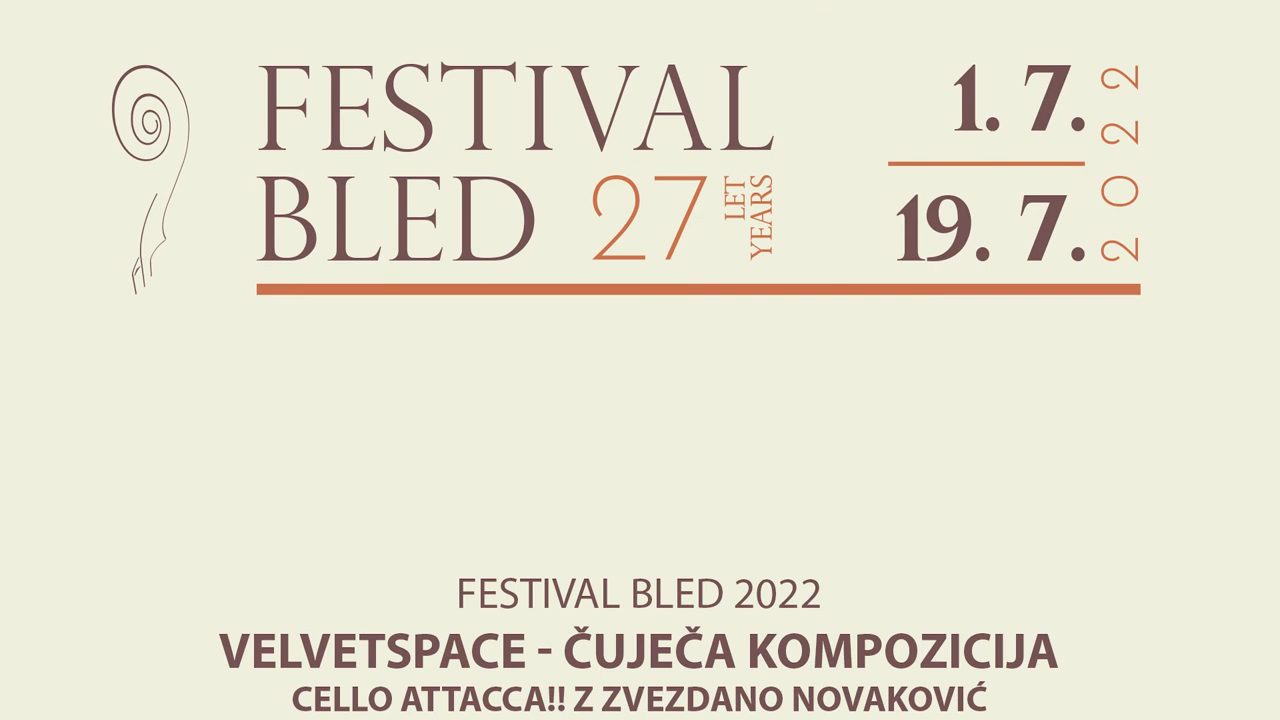 FESTIVAL
BLED 27
LET
YEARS
1. 7.
19. 7.
2022
FESTIVAL BLED 2022
VELVETSPACE - ČUJEČA KOMPOZICIJA
CELLO ATTACCA!! Z ZVEZDANO NOVAKOVIĆ